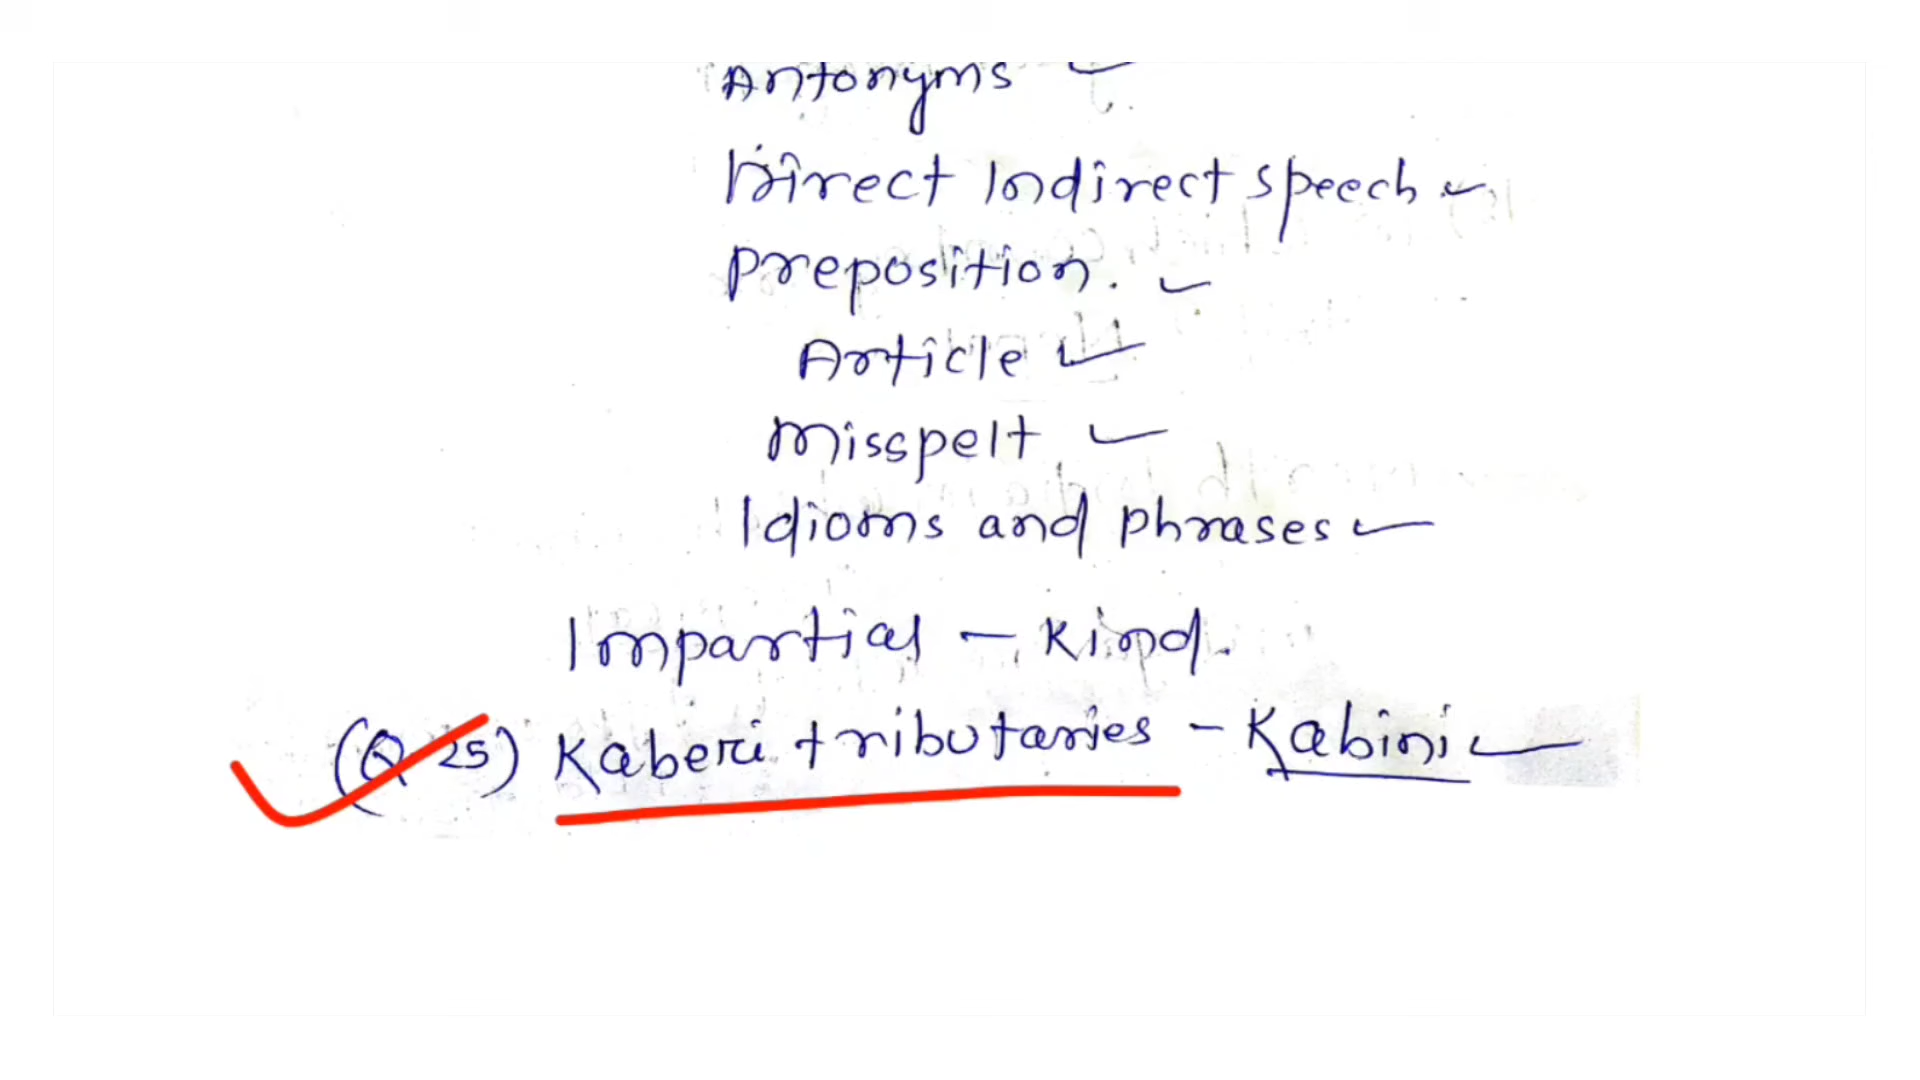 Antonyms
Direct Indirect speech
Preposition.
Article
Misspelt
Idioms and phrases
Impartial - Kind.
(Q 25) Kaberi tributaries - Kabini